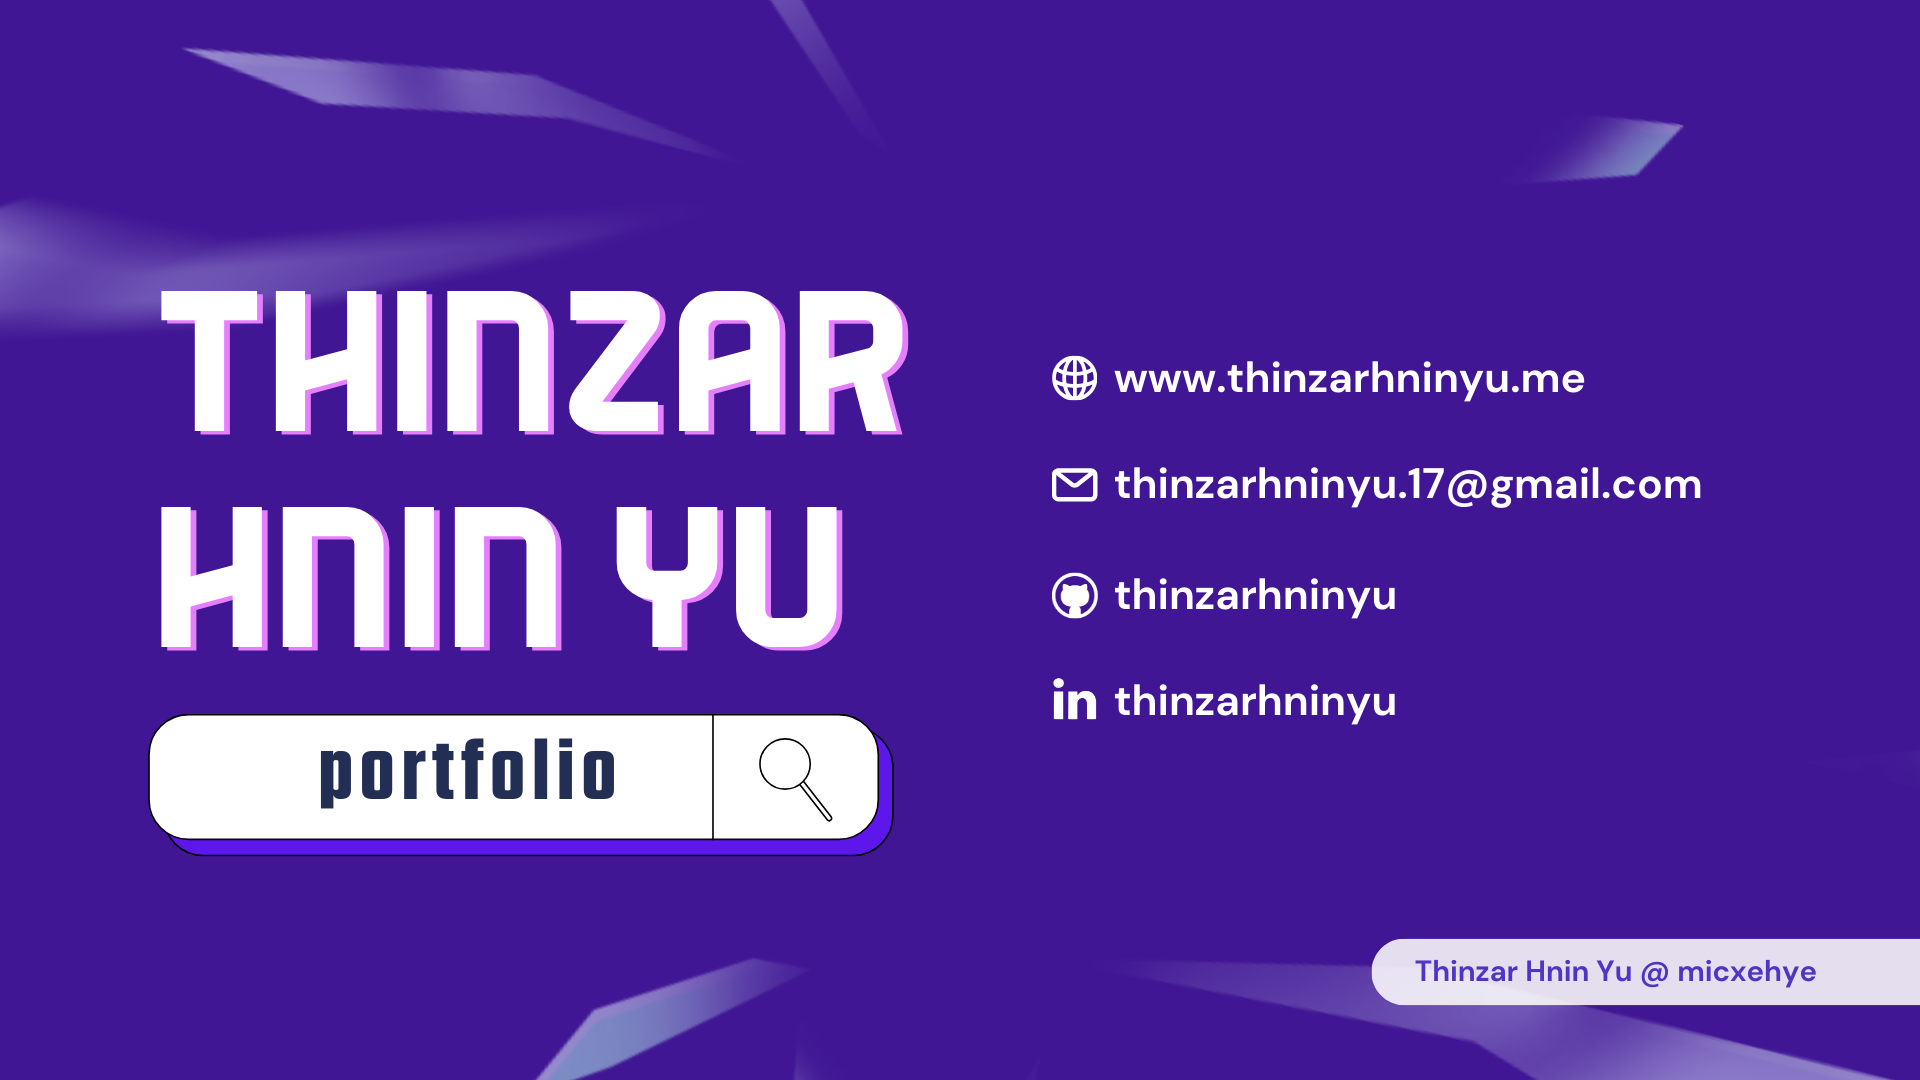 THINZAR
HNIN YU
portfolio
www.thinzarhninyu.me
thinzarhninyu.17@gmail.com
thinzarhninyu
in thinzarhninyu
Thinzar Hnin Yu @ micxehye